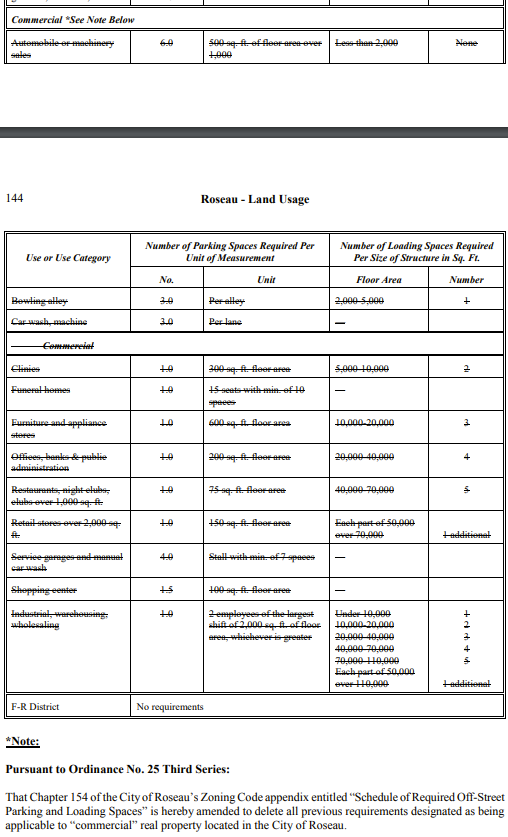 Commercial *See Note Below
Automobile or machinery sales 6.0 500 sq. ft. of floor area over 1,000 Less than 2,000 None
144 Roseau - Land Usage
Use or Use Category
Number of Parking Spaces Required Per Unit of Measurement
Number of Loading Spaces Required Per Size of Structure in Sq. Ft.
No. Unit Floor Area Number
Bowling alley 3.0 Per alley 2,000-5,000 1
Car wash, machine 3.0 Per lane —
Commercial
Clinics 1.0 300 sq. ft. floor area 5,000-10,000 2
Funeral homes 1.0 15 seats with min. of 10 spaces —
Furniture and appliance stores 1.0 600 sq. ft. floor area 10,000-20,000 3
Offices, banks & public administration 1.0 200 sq. ft. floor area 20,000-40,000 4
Restaurants, night clubs, clubs over 1,000 sq. ft. 1.0 75 sq. ft. floor area 40,000-70,000 5
Retail stores over 2,000 sq. ft. 1.0 150 sq. ft. floor area Each part of 50,000 over 70,000 1 additional
Service garages and manual car wash 4.0 Stall with min. of 7 spaces —
Shopping center 1.5 100 sq. ft. floor area —
Industrial, warehousing, wholesaling 1.0 2 employees of the largest shift of 2,000 sq. ft. of floor area, whichever is greater
Under 10,000 1
10,000-20,000 2
20,000-40,000 3
40,000-70,000 4
70,000-110,000 5
Each part of 50,000 over 110,000 1 additional
F-R District No requirements
*Note:
Pursuant to Ordinance No. 25 Third Series:
That Chapter 154 of the City of Roseau's Zoning Code appendix entitled “Schedule of Required Off-Street
Parking and Loading Spaces” is hereby amended to delete all previous requirements designated as being
applicable to “commercial” real property located in the City of Roseau.